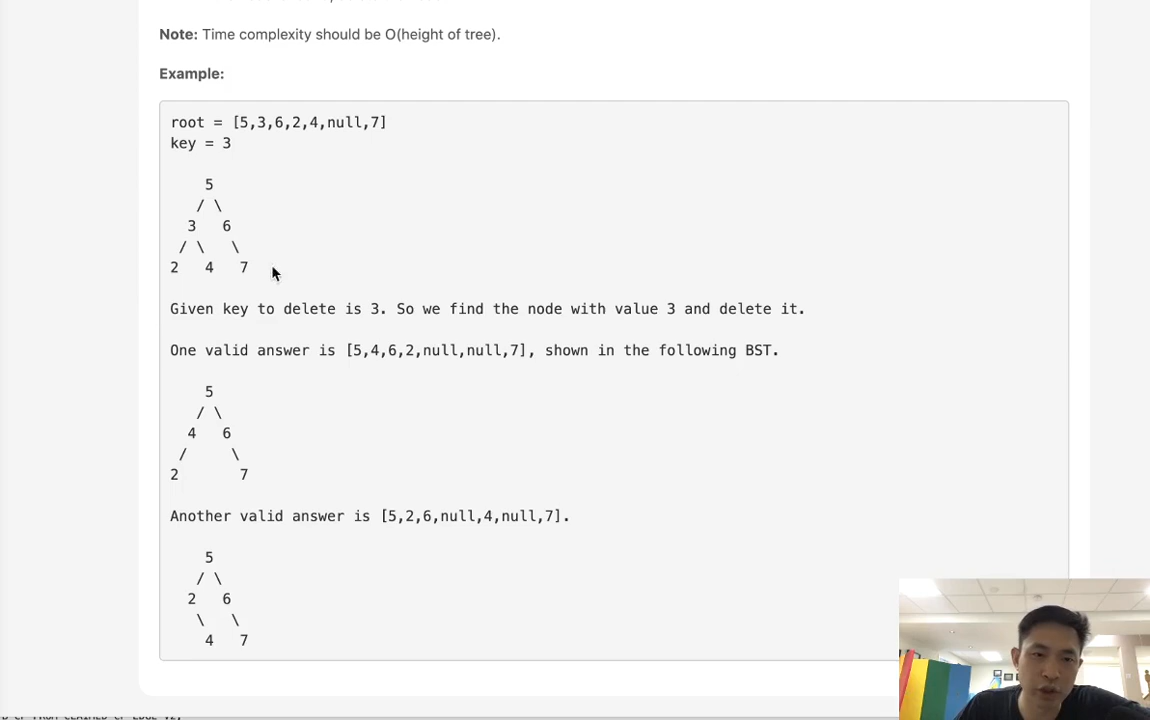 Note: Time complexity should be O(height of tree).
Example:
root = [5,3,6,2,4,null,7]
key = 3
    5
   / \
  3   6
 / \   \
2   4   7
Given key to delete is 3. So we find the node with value 3 and delete it.
One valid answer is [5,4,6,2,null,null,7], shown in the following BST.
    5
   / \
  4   6
 /     \
2       7
Another valid answer is [5,2,6,null,4,null,7].
    5
   / \
  2   6
   \   \
    4   7